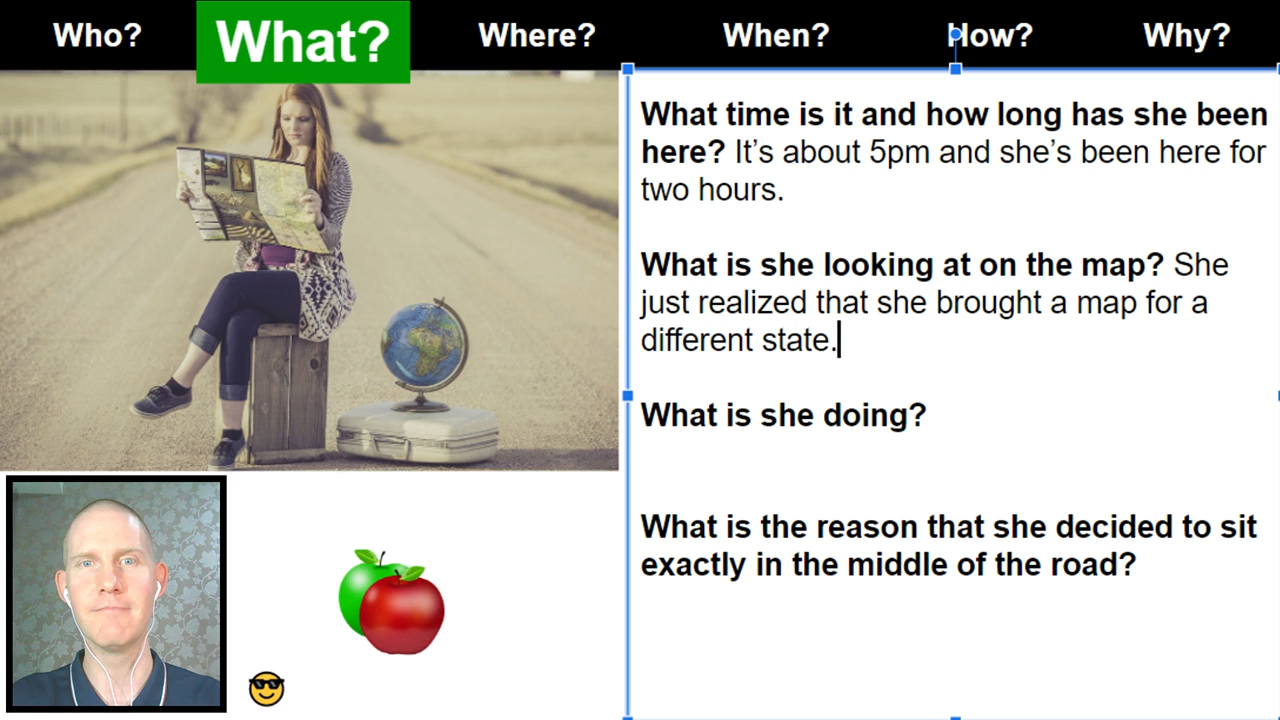 Who?
What?
Where?
When?
How?
Why?
What time is it and how long has she been
here? It’s about 5pm and she’s been here for
two hours.
What is she looking at on the map? She
just realized that she brought a map for a
different state.
What is she doing?
What is the reason that she decided to sit
exactly in the middle of the road?